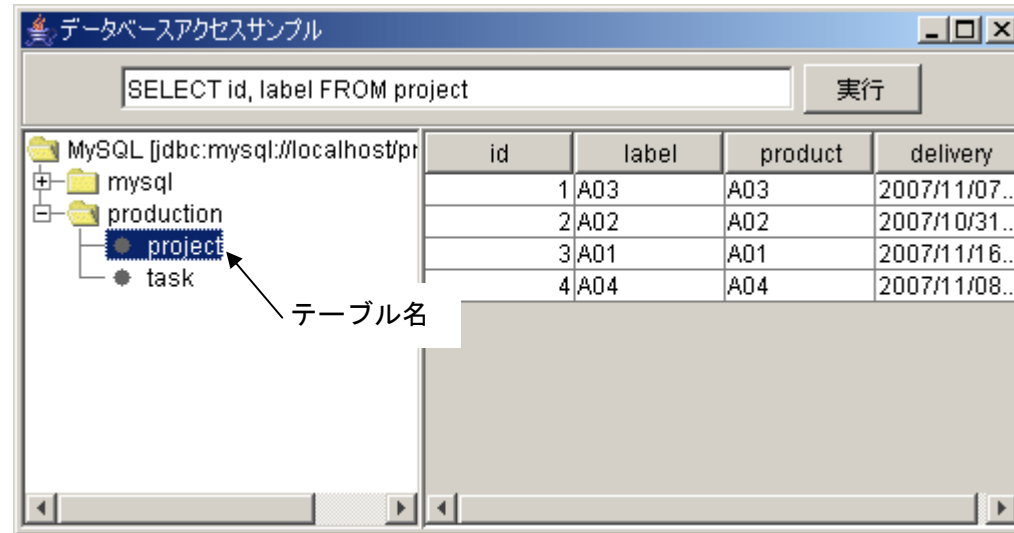 データベースアクセスサンプル
SELECT id, label FROM project
実行
MySQL [jdbc:mysql://localhost/pr
mysql
production
project
task
テーブル名
id label product delivery
1 A03 A03 2007/11/07...
2 A02 A02 2007/10/31...
3 A01 A01 2007/11/16...
4 A04 A04 2007/11/08...